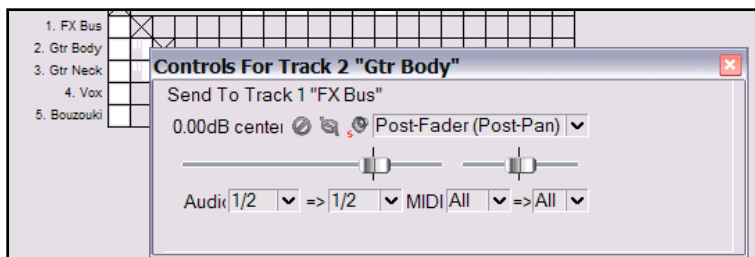 1. FX Bus
2. Gtr Body
3. Gtr Neck
4. Vox
5. Bouzouki
Controls For Track 2 "Gtr Body"
Send To Track 1 "FX Bus"
0.00dB center Post-Fader (Post-Pan)
Audio 1/2 => 1/2 MIDI All => All